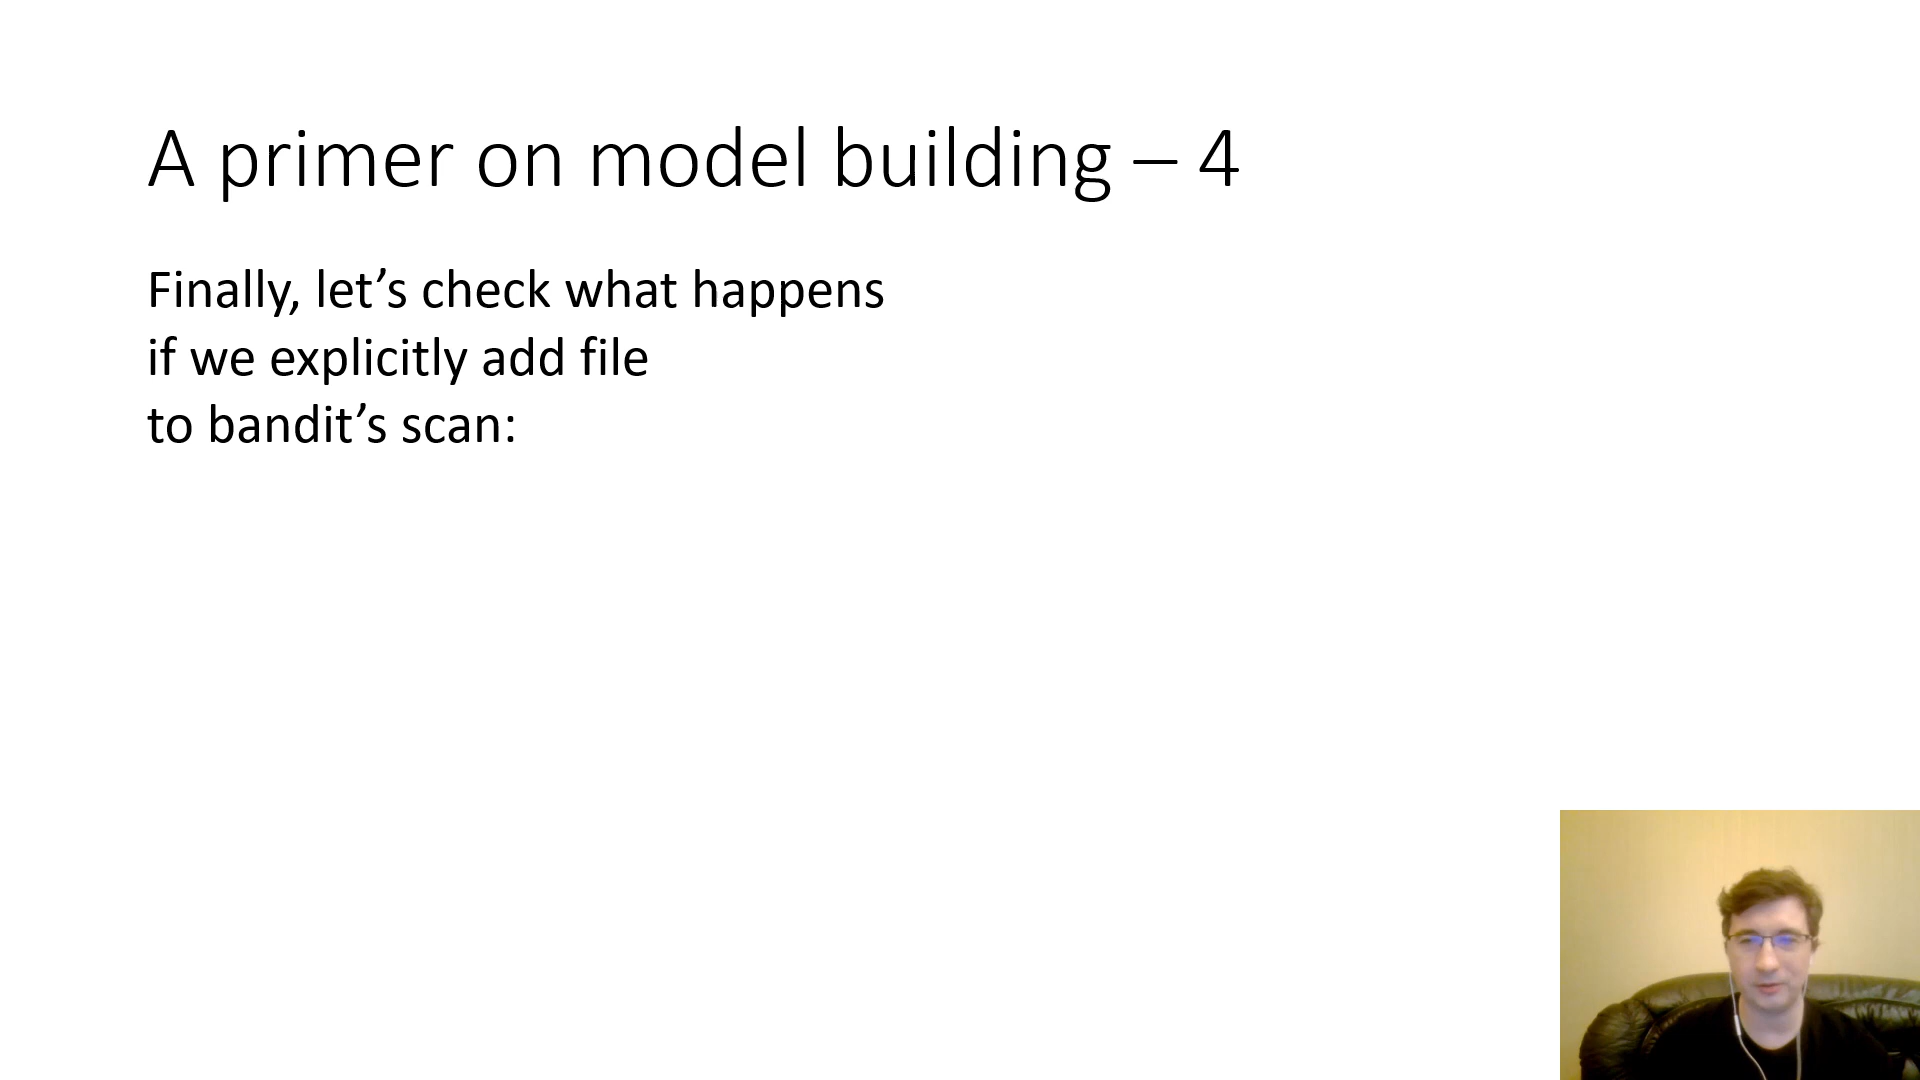 A primer on model building – 4
Finally, let’s check what happens
if we explicitly add file
to bandit’s scan: